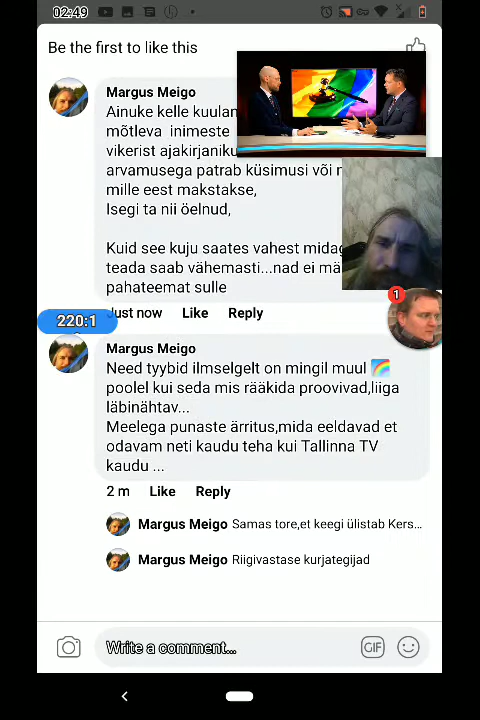 02:49
Be the first to like this
Margus Meigo
Ainuke kelle kuulan
mõtleva inimeste
vikerist ajakirjaniku
arvamusega patrab küsimusi või
mille eest makstakse,
Isegi ta nii öelnud,
Kuid see kuju saates vahest midag
teada saab vähemasti...nad ei mä
pahateemat sulle
Just now Like Reply
1
220:1
Margus Meigo
Need tyybid ilmselgelt on mingil muul 🌈
poolel kui seda mis rääkida proovivad,liiga
läbinähtav...
Meelega punaste ärritus,mida eeldavad et
odavam neti kaudu teha kui Tallinna TV
kaudu ...
2 m Like Reply
Margus Meigo Samas tore,et keegi ülistab Kers...
Margus Meigo Riigivastase kurjategijad
Write a comment...
GIF